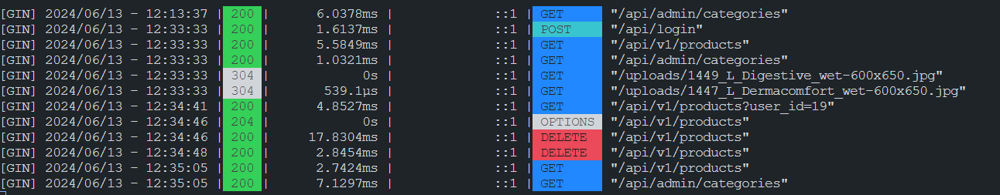 [GIN] 2024/06/13 - 12:13:37 | 200 | 6.0378ms | ::1 | GET "/api/admin/categories"
[GIN] 2024/06/13 - 12:33:33 | 200 | 1.6137ms | ::1 | POST "/api/login"
[GIN] 2024/06/13 - 12:33:33 | 200 | 5.5849ms | ::1 | GET "/api/v1/products"
[GIN] 2024/06/13 - 12:33:33 | 200 | 1.0321ms | ::1 | GET "/api/admin/categories"
[GIN] 2024/06/13 - 12:33:33 | 304 | 0s | ::1 | GET "/uploads/1449_L_Digestive_wet-600x650.jpg"
[GIN] 2024/06/13 - 12:33:33 | 304 | 539.1µs | ::1 | GET "/uploads/1447_L_Dermacomfort_wet-600x650.jpg"
[GIN] 2024/06/13 - 12:34:41 | 200 | 4.8527ms | ::1 | GET "/api/v1/products?user_id=19"
[GIN] 2024/06/13 - 12:34:46 | 204 | 0s | ::1 | OPTIONS "/api/v1/products"
[GIN] 2024/06/13 - 12:34:46 | 200 | 17.8304ms | ::1 | DELETE "/api/v1/products"
[GIN] 2024/06/13 - 12:34:48 | 200 | 2.8454ms | ::1 | DELETE "/api/v1/products"
[GIN] 2024/06/13 - 12:35:05 | 200 | 2.7424ms | ::1 | GET "/api/v1/products"
[GIN] 2024/06/13 - 12:35:05 | 200 | 7.1297ms | ::1 | GET "/api/admin/categories"